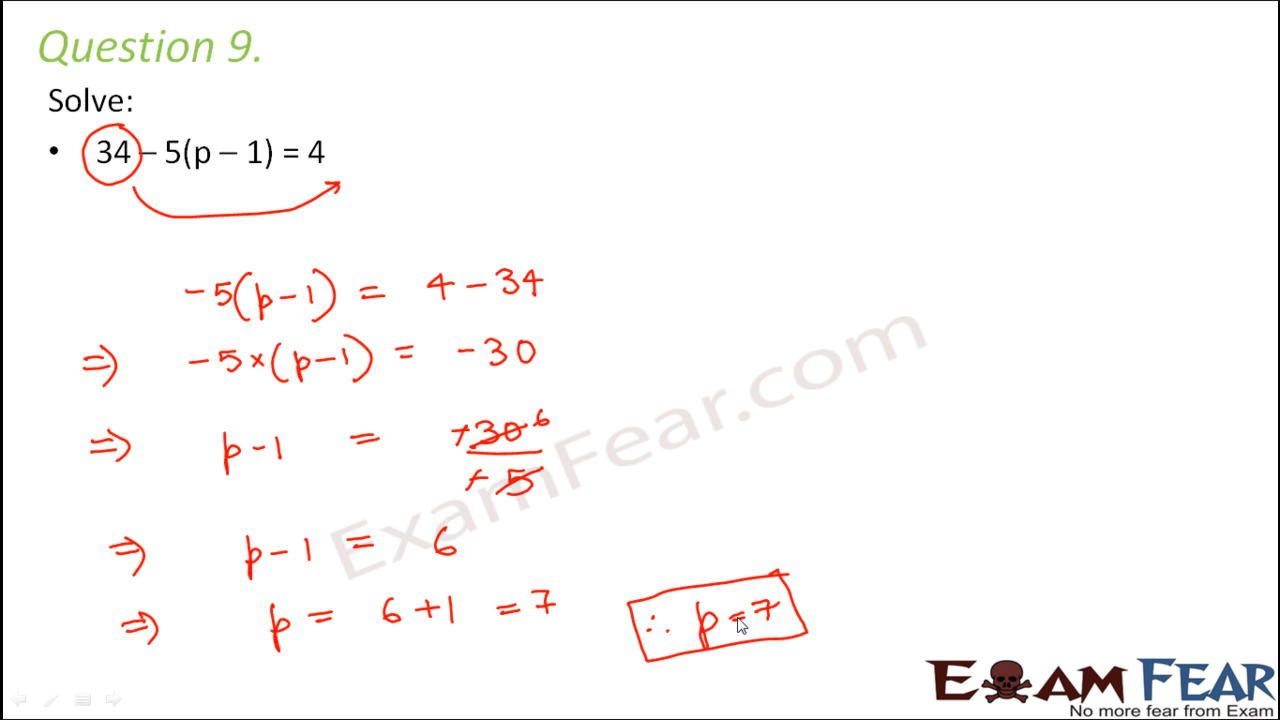 Question 9.
Solve:
• 34 – 5(p – 1) = 4
-5(p-1) = 4-34
⇒ -5×(p-1) = -30
⇒ p-1 = +30 6
+5
⇒ p-1 = 6
⇒ p = 6+1 = 7
∴ p=7
ExamFear.com
EXAM FEAR
No more fear from Exam